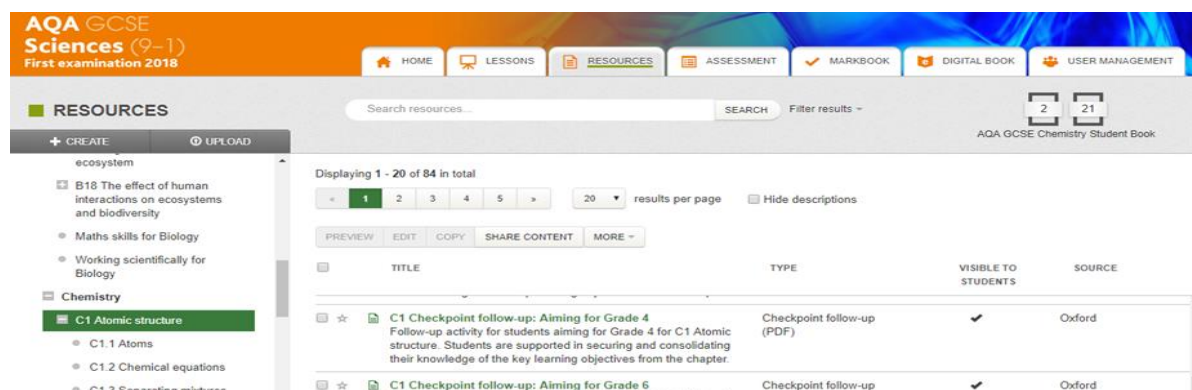 AQA GCSE
Sciences (9-1)
First examination 2018
HOME
LESSONS
RESOURCES
ASSESSMENT
MARKBOOK
DIGITAL BOOK
USER MANAGEMENT
RESOURCES
Search resources...
SEARCH
Filter results
2
21
AQA GCSE Chemistry Student Book
+ CREATE
UPLOAD
ecosystem
B18 The effect of human
interactions on ecosystems
and biodiversity
Maths skills for Biology
Working scientifically for
Biology
Chemistry
C1 Atomic structure
C1.1 Atoms
C1.2 Chemical equations
C1.3 Separating mixtures
Displaying 1 - 20 of 84 in total
« 1 2 3 4 5 »
20 results per page
Hide descriptions
PREVIEW EDIT COPY SHARE CONTENT MORE
TITLE TYPE VISIBLE TO SOURCE
STUDENTS
C1 Checkpoint follow-up: Aiming for Grade 4 Checkpoint follow-up Oxford
Follow-up activity for students aiming for Grade 4 for C1 Atomic (PDF)
structure. Students are supported in securing and consolidating
their knowledge of the key learning objectives from the chapter.
C1 Checkpoint follow-up: Aiming for Grade 6 Checkpoint follow-up Oxford